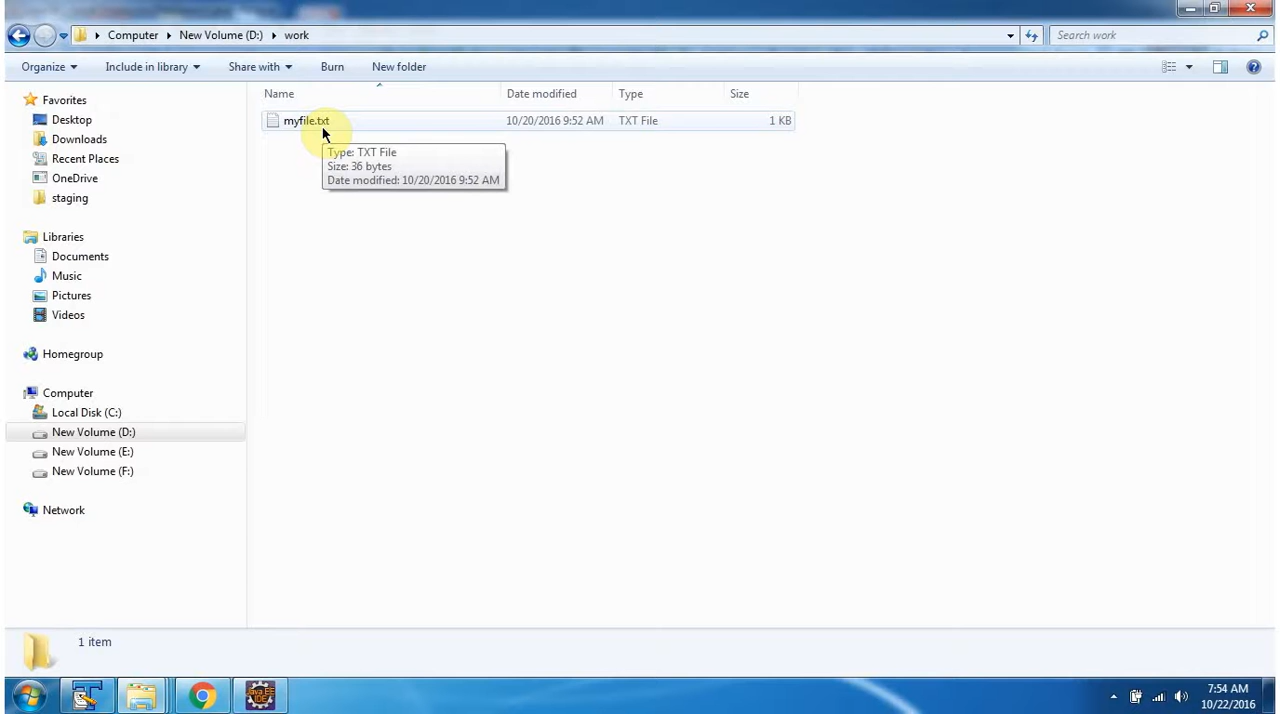 Computer New Volume (D:) work
Search work
Organize Include in library Share with Burn New folder
Name Date modified Type Size
myfile.txt 10/20/2016 9:52 AM TXT File 1 KB
Type: TXT File
Size: 36 bytes
Date modified: 10/20/2016 9:52 AM
Favorites
Desktop
Downloads
Recent Places
OneDrive
staging
Libraries
Documents
Music
Pictures
Videos
Homegroup
Computer
Local Disk (C:)
New Volume (D:)
New Volume (E:)
New Volume (F:)
Network
1 item
Java EE
IDE
7:54 AM
10/22/2016